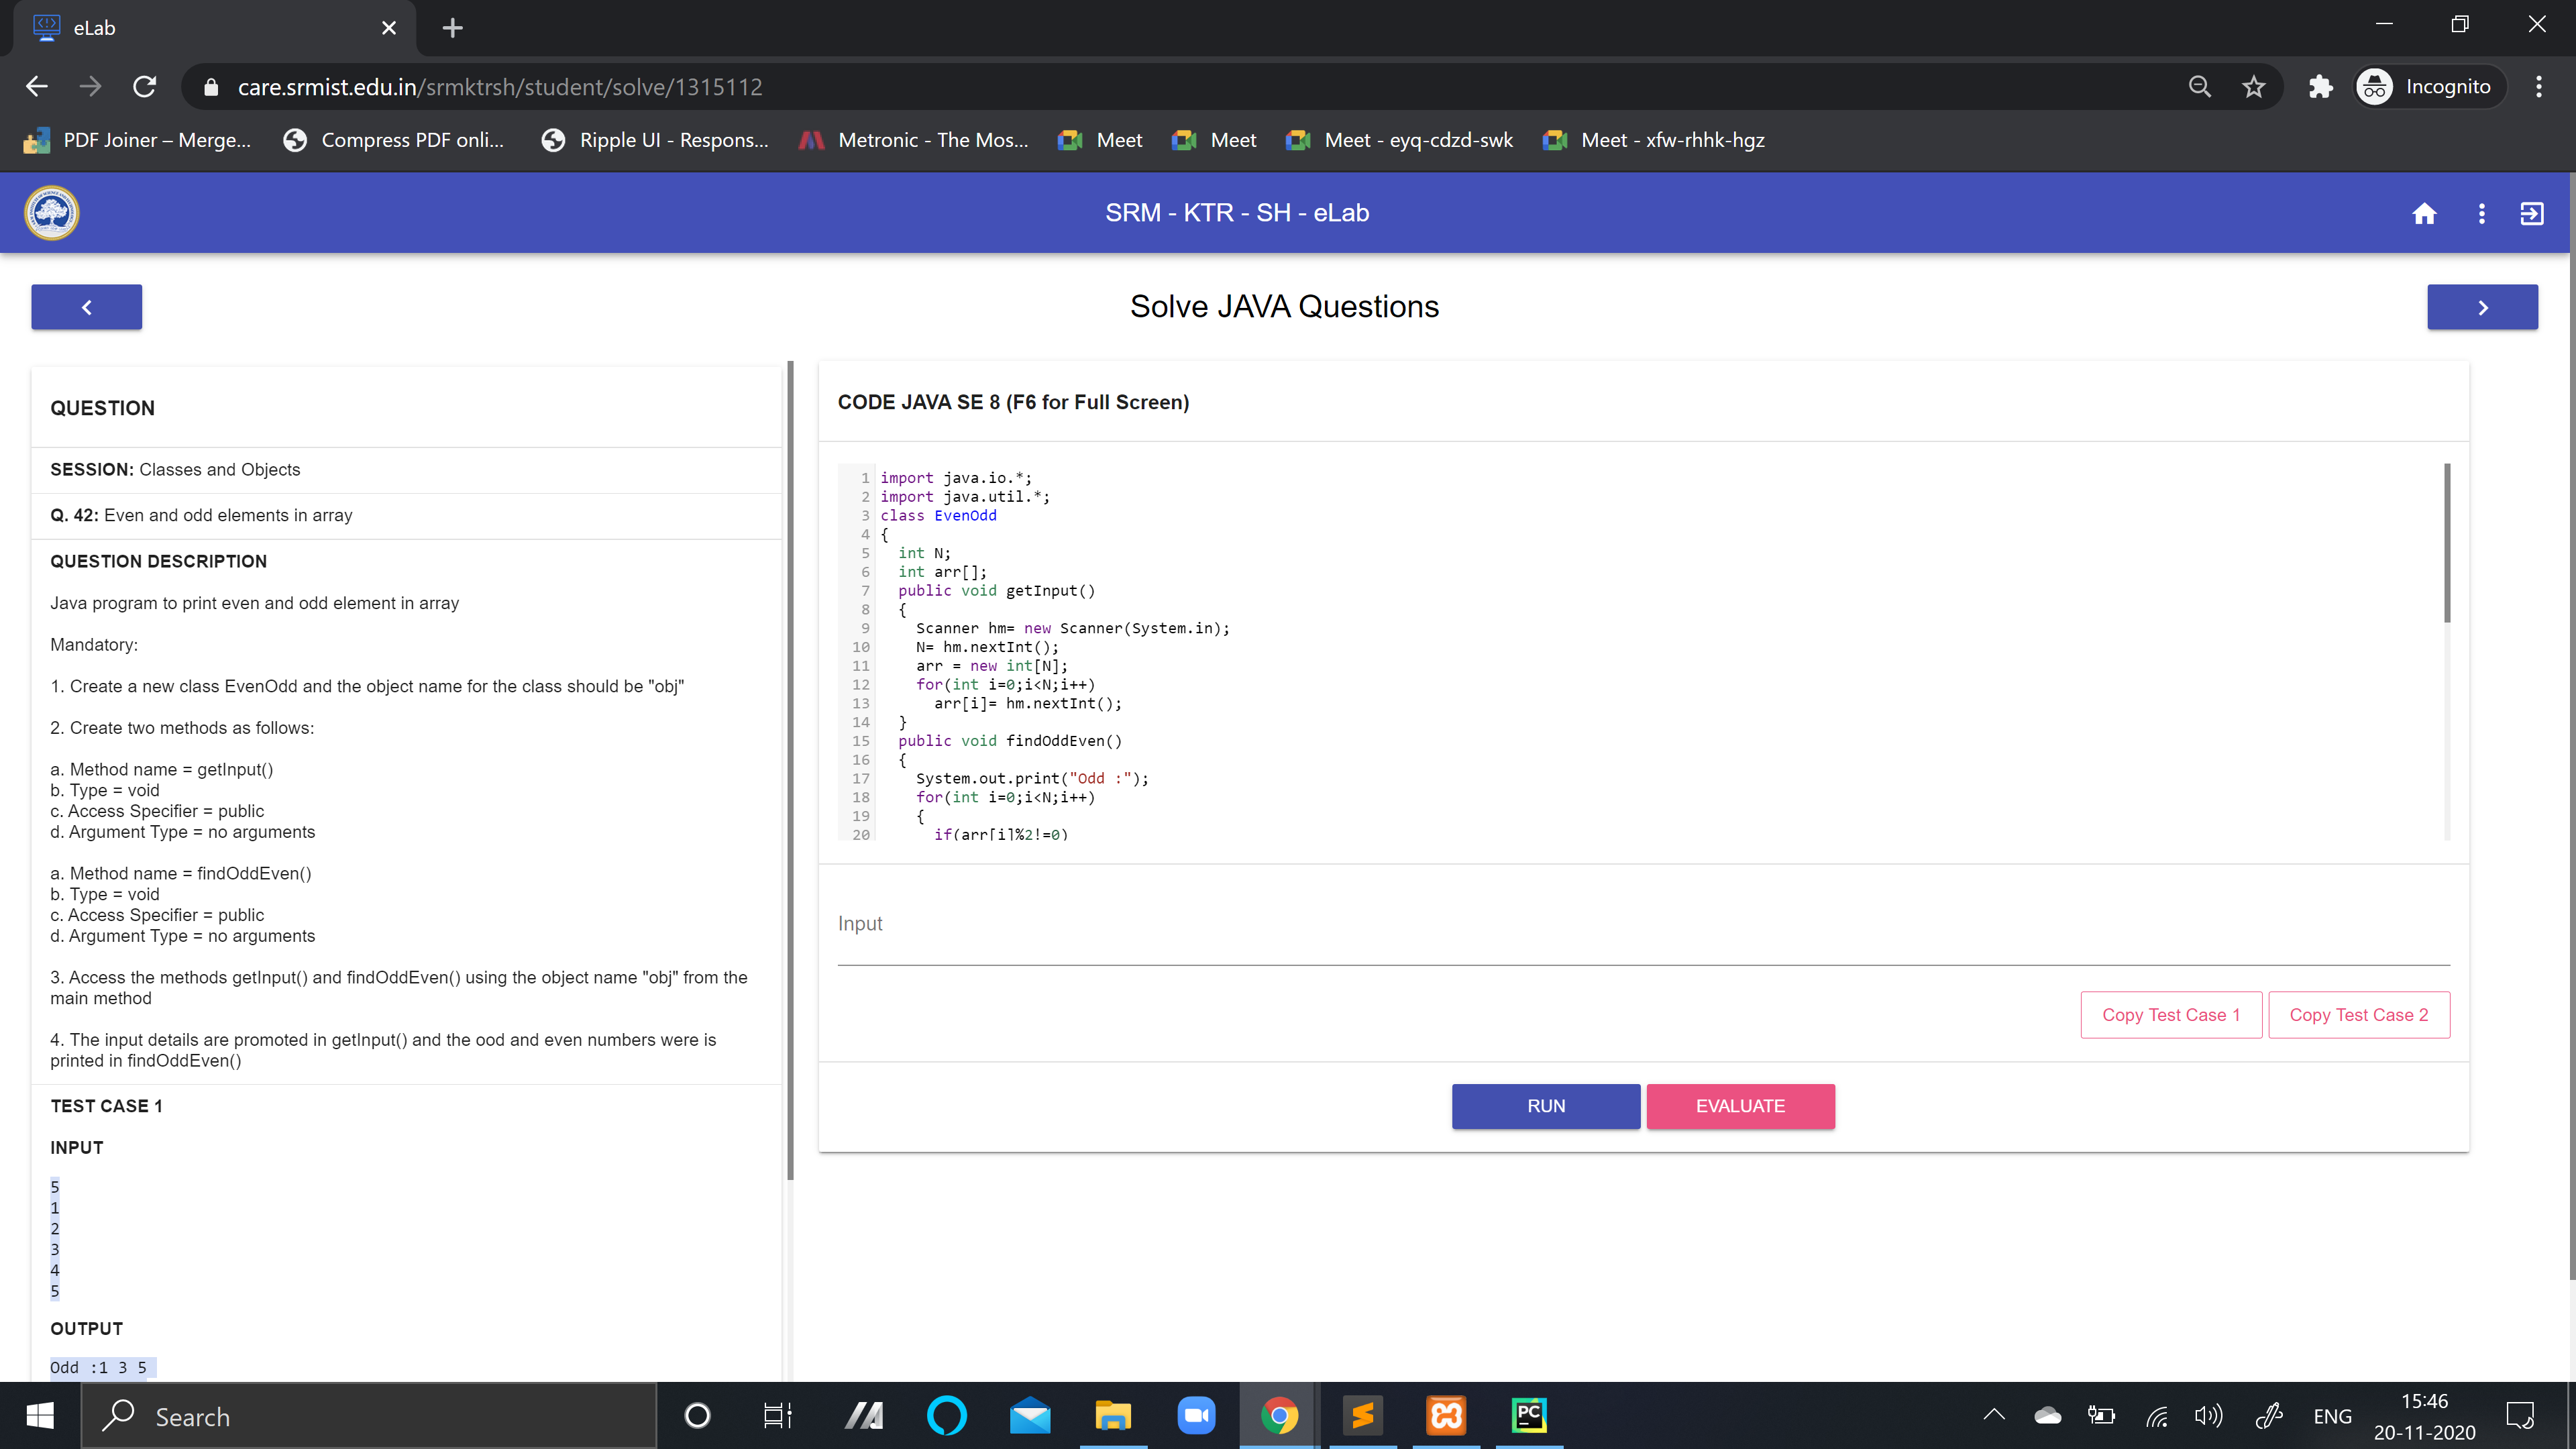 eLab
care.srmist.edu.in/srmktrsh/student/solve/1315112
Incognito
PDF Joiner – Merge...
Compress PDF onli...
Ripple UI - Respons...
Metronic - The Mos...
Meet
Meet
Meet - eyq-cdzd-swk
Meet - xfw-rhhk-hgz
SRM - KTR - SH - eLab
Solve JAVA Questions
QUESTION
SESSION: Classes and Objects
Q. 42: Even and odd elements in array
QUESTION DESCRIPTION
Java program to print even and odd element in array
Mandatory:
1. Create a new class EvenOdd and the object name for the class should be "obj"
2. Create two methods as follows:
a. Method name = getInput()
b. Type = void
c. Access Specifier = public
d. Argument Type = no arguments
a. Method name = findOddEven()
b. Type = void
c. Access Specifier = public
d. Argument Type = no arguments
3. Access the methods getInput() and findOddEven() using the object name "obj" from the
main method
4. The input details are promoted in getInput() and the ood and even numbers were is
printed in findOddEven()
TEST CASE 1
INPUT
5
1
2
3
4
5
OUTPUT
Odd :1 3 5
CODE JAVA SE 8 (F6 for Full Screen)
1 import java.io.*;
2 import java.util.*;
3 class EvenOdd
4 {
5 int N;
6 int arr[];
7 public void getInput()
8 {
9 Scanner hm= new Scanner(System.in);
10 N= hm.nextInt();
11 arr = new int[N];
12 for(int i=0;i<N;i++)
13 arr[i]= hm.nextInt();
14 }
15 public void findOddEven()
16 {
17 System.out.print("Odd :");
18 for(int i=0;i<N;i++)
19 {
20 if(arr[i]%2!=0)
Input
Copy Test Case 1
Copy Test Case 2
RUN
EVALUATE
Search
PC
ENG
15:46
20-11-2020